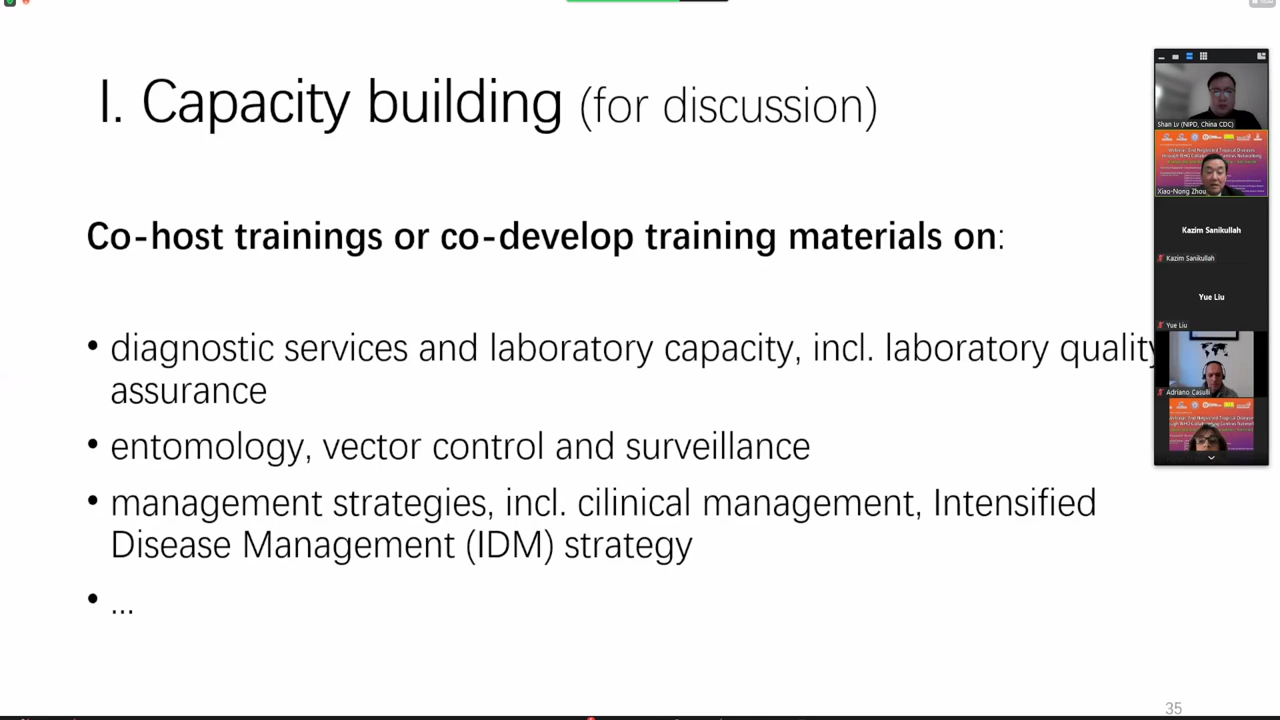 I. Capacity building (for discussion)
Co-host trainings or co-develop training materials on:
• diagnostic services and laboratory capacity, incl. laboratory quality
assurance
• entomology, vector control and surveillance
• management strategies, incl. cilinical management, Intensified
Disease Management (IDM) strategy
• ...
35
Shan Lv (NIPD, China CDC)
Xiao-Nong Zhou
Kazim Sanikullah
Kazim Sanikullah
Yue Liu
Yue Liu
Adriano Casulli